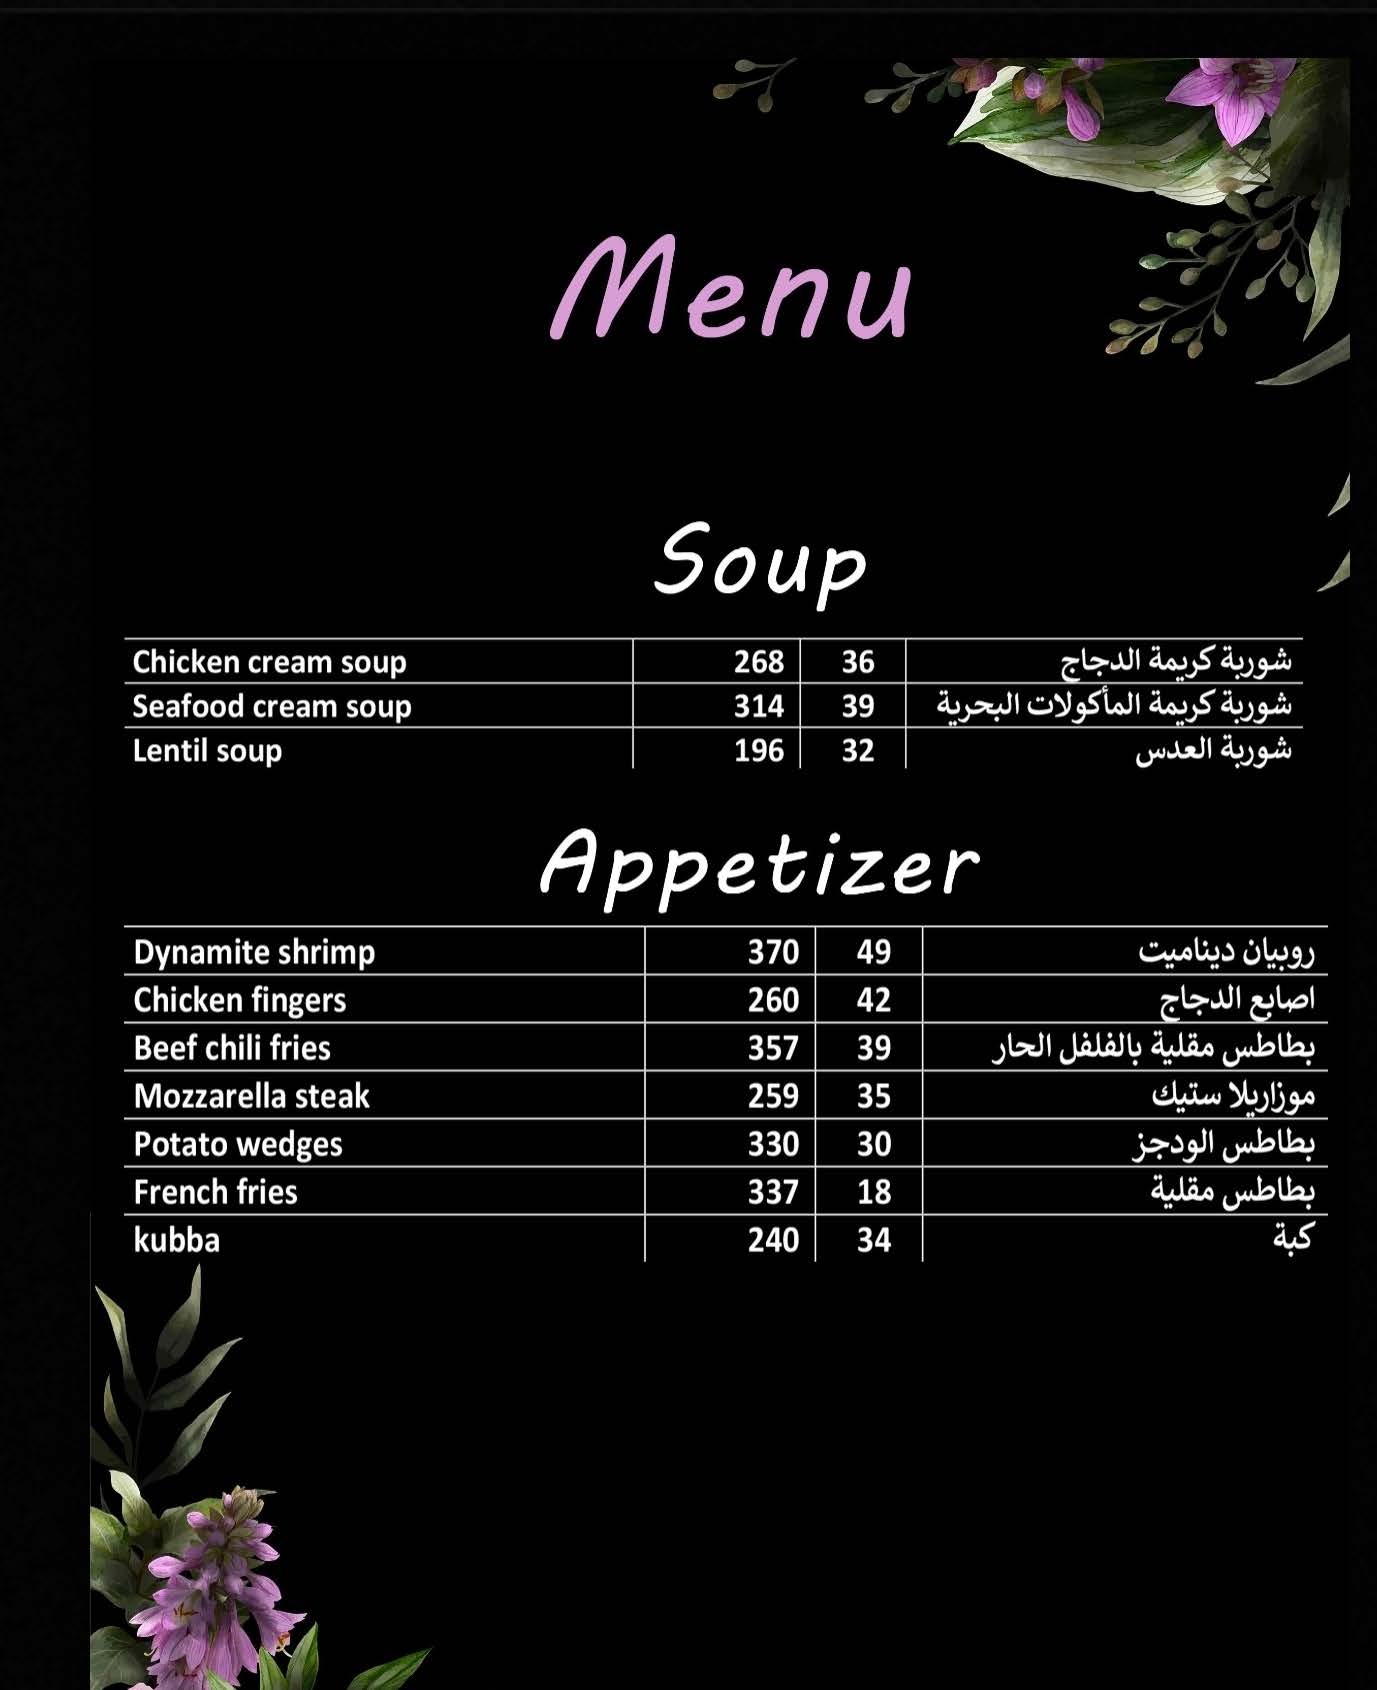 Menu
Soup
Chicken cream soup 268 36 شوربة كريمة الدجاج
Seafood cream soup 314 39 شوربة كريمة المأكولات البحرية
Lentil soup 196 32 شوربة العدس
Appetizer
Dynamite shrimp 370 49 روبيان ديناميت
Chicken fingers 260 42 اصابع الدجاج
Beef chili fries 357 39 بطاطس مقلية بالفلفل الحار
Mozzarella steak 259 35 موزاريلا ستيك
Potato wedges 330 30 بطاطس الودجز
French fries 337 18 بطاطس مقلية
kubba 240 34 كبة